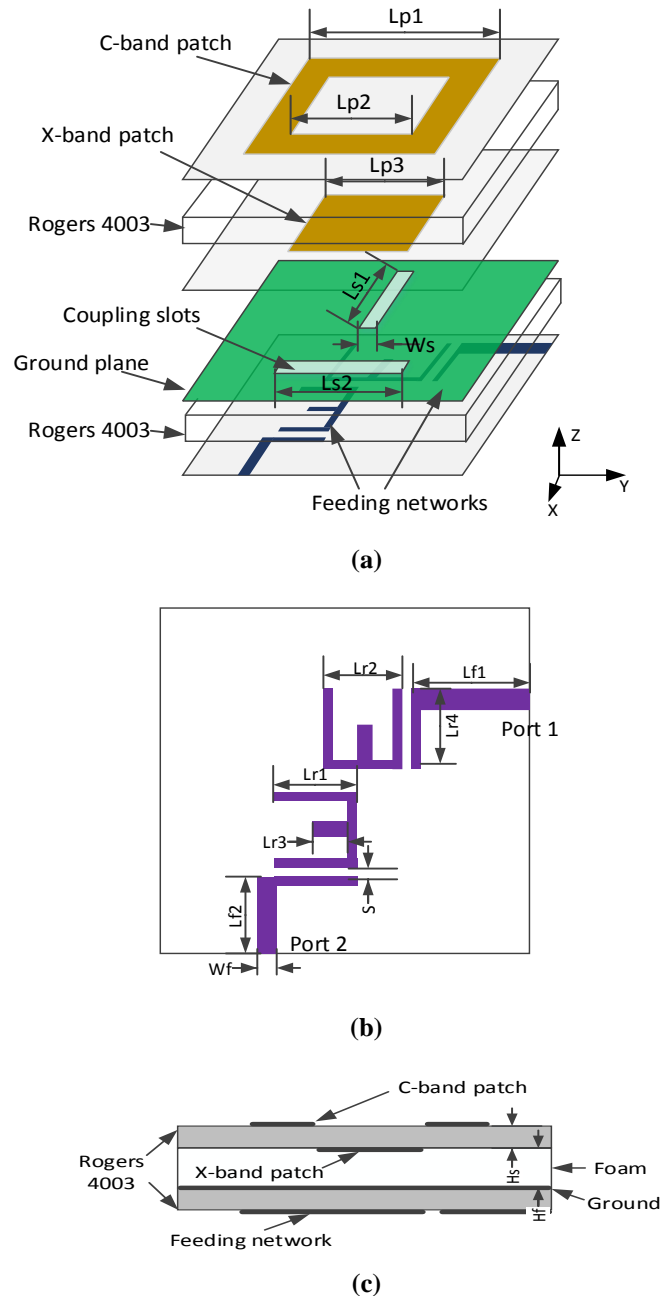 Lp1
C-band patch
Lp2
X-band patch
Lp3
Rogers 4003
Ls1
Coupling slots
Ws
Ground plane
Ls2
Rogers 4003
Z
Feeding networks
Y
X
(a)
Lr2
Lf1
Lr4
Port 1
Lr1
Lr3
S
Lf2
Port 2
Wf
(b)
C-band patch
Rogers
4003
X-band patch
Hs
Foam
Ground
Hf
Feeding network
(c)